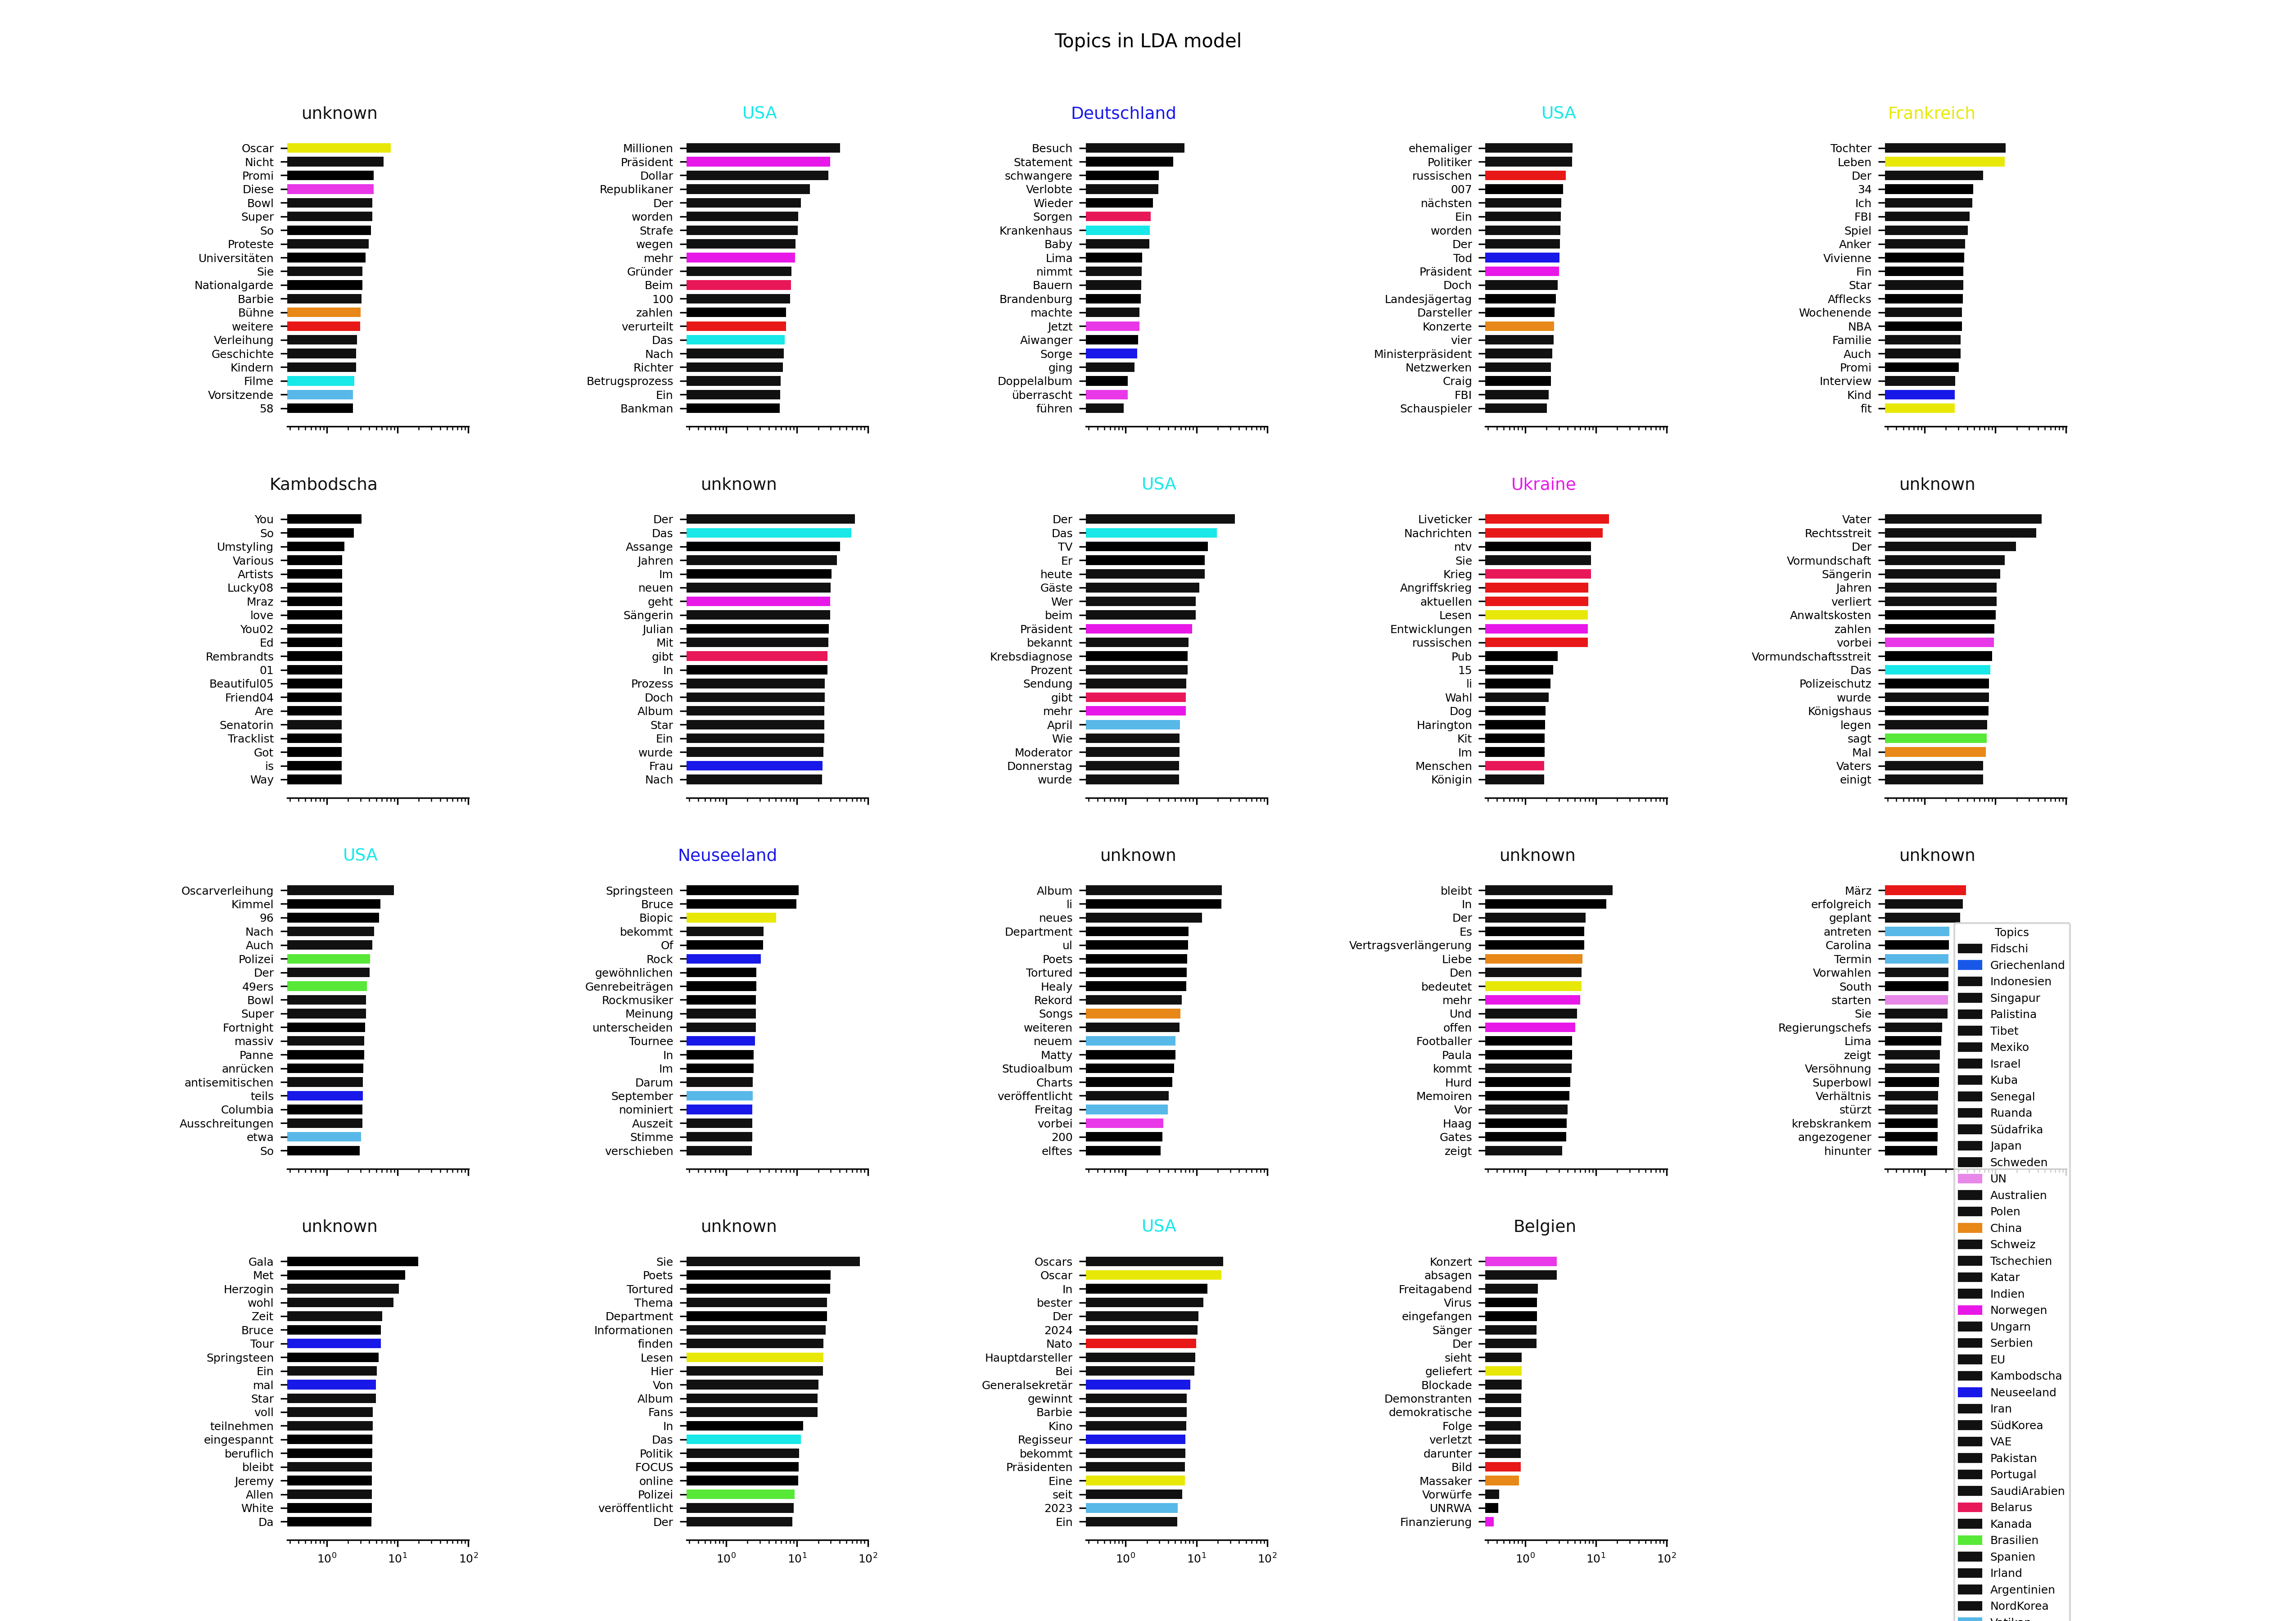 Topics in LDA model
unknown
Oscar
Nicht
Promi
Diese
Bowl
Super
So
Proteste
Universitäten
Sie
Nationalgarde
Barbie
Bühne
weitere
Verleihung
Geschichte
Kindern
Filme
Vorsitzende
58
USA
Millionen
Präsident
Dollar
Republikaner
Der
worden
Strafe
wegen
mehr
Gründer
Beim
100
zahlen
verurteilt
Das
Nach
Richter
Betrugsprozess
Ein
Bankman
Deutschland
Besuch
Statement
schwangere
Verlobte
Wieder
Sorgen
Krankenhaus
Baby
Lima
nimmt
Bauern
Brandenburg
machte
Jetzt
Aiwanger
Sorge
ging
Doppelalbum
überrascht
führen
USA
ehemaliger
Politiker
russischen
007
nächsten
Ein
worden
Der
Tod
Präsident
Doch
Landesjägertag
Darsteller
Konzerte
vier
Ministerpräsident
Netzwerken
Craig
FBI
Schauspieler
Frankreich
Tochter
Leben
Der
34
Ich
FBI
Spiel
Anker
Vivienne
Fin
Star
Afflecks
Wochenende
NBA
Familie
Auch
Promi
Interview
Kind
fit
Kambodscha
You
So
Umstyling
Various
Artists
Lucky08
Mraz
love
You02
Ed
Rembrandts
01
Beautiful05
Friend04
Are
Senatorin
Tracklist
Got
is
Way
unknown
Der
Das
Assange
Jahren
Im
neuen
geht
Sängerin
Julian
Mit
gibt
In
Prozess
Doch
Album
Star
Ein
wurde
Frau
Nach
USA
Der
Das
TV
Er
heute
Gäste
Wer
beim
Präsident
bekannt
Krebsdiagnose
Prozent
Sendung
gibt
mehr
April
Wie
Moderator
Donnerstag
wurde
Ukraine
Liveticker
Nachrichten
ntv
Sie
Krieg
Angriffskrieg
aktuellen
Lesen
Entwicklungen
russischen
Pub
15
li
Wahl
Dog
Harington
Kit
Im
Menschen
Königin
unknown
Vater
Rechtsstreit
Der
Vormundschaft
Sängerin
Jahren
verliert
Anwaltskosten
zahlen
vorbei
Vormundschaftsstreit
Das
Polizeischutz
wurde
Königshaus
legen
sagt
Mal
Vaters
einigt
USA
Oscarverleihung
Kimmel
96
Nach
Auch
Polizei
Der
49ers
Bowl
Super
Fortnight
massiv
Panne
anrücken
antisemitischen
teils
Columbia
Ausschreitungen
etwa
So
Neuseeland
Springsteen
Bruce
Biopic
bekommt
Of
Rock
gewöhnlichen
Genrebeiträgen
Rockmusiker
Meinung
unterscheiden
Tournee
In
Im
Darum
September
nominiert
Auszeit
Stimme
verschieben
unknown
Album
li
neues
Department
ul
Poets
Tortured
Healy
Rekord
Songs
weiteren
neuem
Matty
Studioalbum
Charts
veröffentlicht
Freitag
vorbei
200
elftes
unknown
bleibt
In
Der
Es
Vertragsverlängerung
Liebe
Den
bedeutet
mehr
Und
offen
Footballer
Paula
kommt
Hurd
Memoiren
Vor
Haag
Gates
zeigt
unknown
März
erfolgreich
geplant
antreten
Carolina
Termin
Vorwahlen
South
starten
Sie
Regierungschefs
Lima
zeigt
Versöhnung
Superbowl
Verhältnis
stürzt
krebskrankem
angezogener
hinunter
unknown
Gala
Met
Herzogin
wohl
Zeit
Bruce
Tour
Springsteen
Ein
mal
Star
voll
teilnehmen
eingespannt
beruflich
bleibt
Jeremy
Allen
White
Da
10⁰ 10¹ 10²
unknown
Sie
Poets
Tortured
Thema
Department
Informationen
finden
Lesen
Hier
Von
Album
Fans
In
Das
Politik
FOCUS
online
Polizei
veröffentlicht
Der
10⁰ 10¹ 10²
USA
Oscars
Oscar
In
bester
Der
2024
Nato
Hauptdarsteller
Bei
Generalsekretär
gewinnt
Barbie
Kino
Regisseur
bekommt
Präsidenten
Eine
seit
2023
Ein
10⁰ 10¹ 10²
Belgien
Konzert
absagen
Freitagabend
Virus
eingefangen
Sänger
Der
sieht
geliefert
Blockade
Demonstranten
demokratische
Folge
verletzt
darunter
Bild
Massaker
Vorwürfe
UNRWA
Finanzierung
10⁰ 10¹ 10²
Topics
Fidschi
Griechenland
Indonesien
Singapur
Palistina
Tibet
Mexiko
Israel
Kuba
Senegal
Ruanda
Südafrika
Japan
Schweden
UN
Australien
Polen
China
Schweiz
Tschechien
Katar
Indien
Norwegen
Ungarn
Serbien
EU
Kambodscha
Neuseeland
Iran
SüdKorea
VAE
Pakistan
Portugal
SaudiArabien
Belarus
Kanada
Brasilien
Spanien
Irland
Argentinien
NordKorea